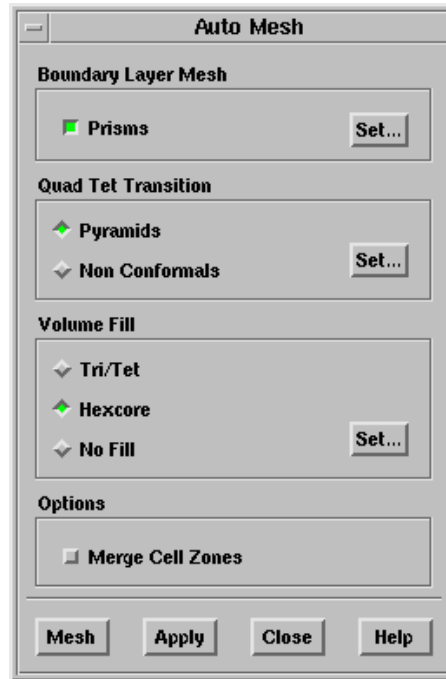 Auto Mesh
Boundary Layer Mesh
Prisms
Set...
Quad Tet Transition
Pyramids
Non Conformals
Set...
Volume Fill
Tri/Tet
Hexcore
No Fill
Set...
Options
Merge Cell Zones
Mesh Apply Close Help